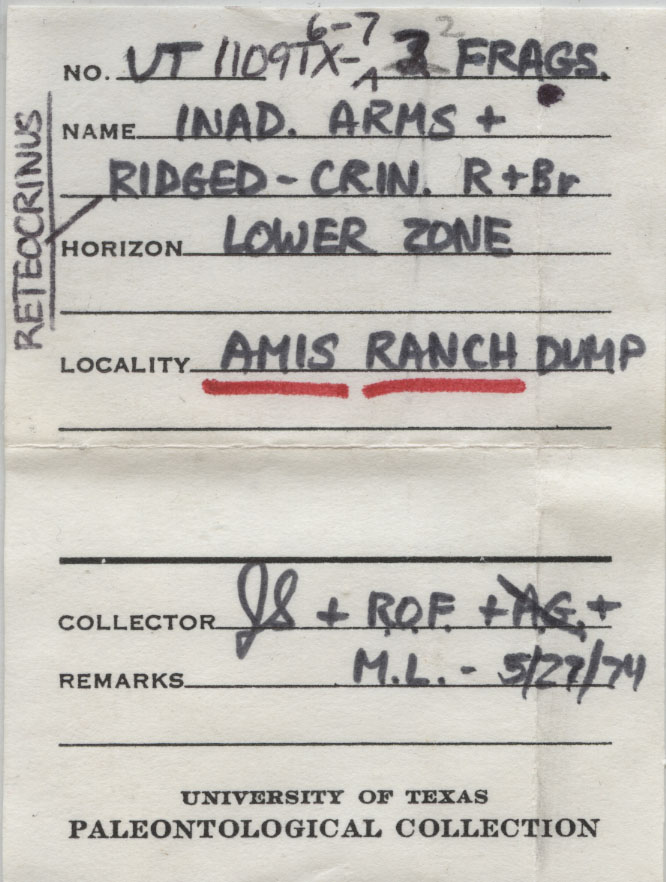 NO. UT 1109TX-6-7 2 FRAGS.
NAME INAD. ARMS +
RIDGED - CRIN. R+Br
RETEOCRINUS
HORIZON LOWER ZONE
LOCALITY AMIS RANCH DUMP
COLLECTOR JS + R.O.F. + A.G. +
REMARKS M.L. - 5/27/74
UNIVERSITY OF TEXAS
PALEONTOLOGICAL COLLECTION